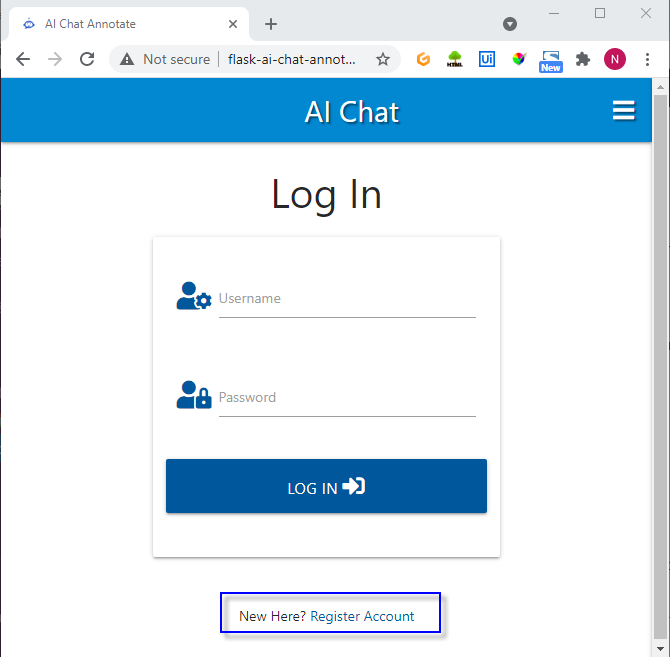 AI Chat Annotate
Not secure | flask-ai-chat-annot...
HTML
Ui
New
N
AI Chat
Log In
Username
Password
LOG IN
New Here? Register Account